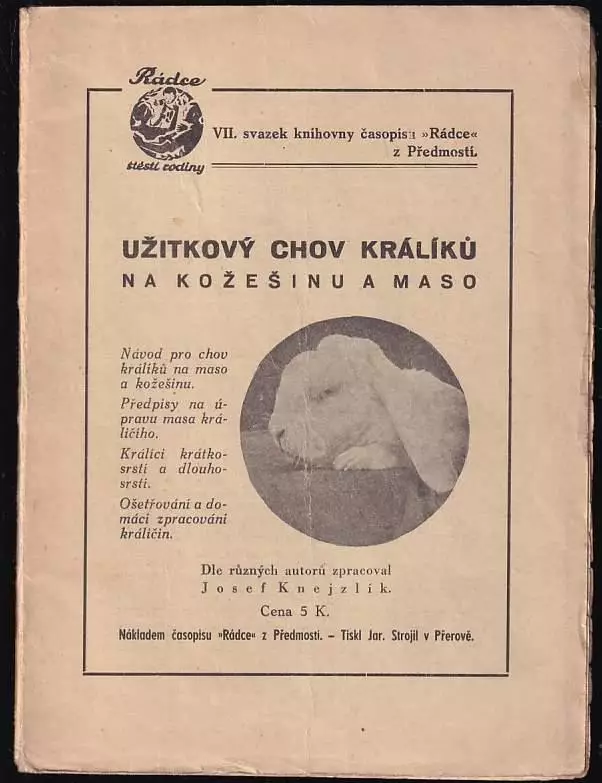 Rádce
štěstí rodiny
VII. svazek knihovny časopisu »Rádce«
z Předmostí.
UŽITKOVÝ CHOV KRÁLÍKŮ
NA KOŽEŠINU A MASO
Návod pro chov
králíků na maso
a kožešinu.
Předpisy na ú-
pravu masa krá-
ličího.
Králíci krátko-
srstí a dlouho-
srstí.
Ošetřování a do-
mácí zpracování
králičin.
Dle různých autorů zpracoval
Josef Knejzlík.
Cena 5 K.
Nákladem časopisu »Rádce« z Předmostí. – Tiskl Jar. Strojil v Přerově.